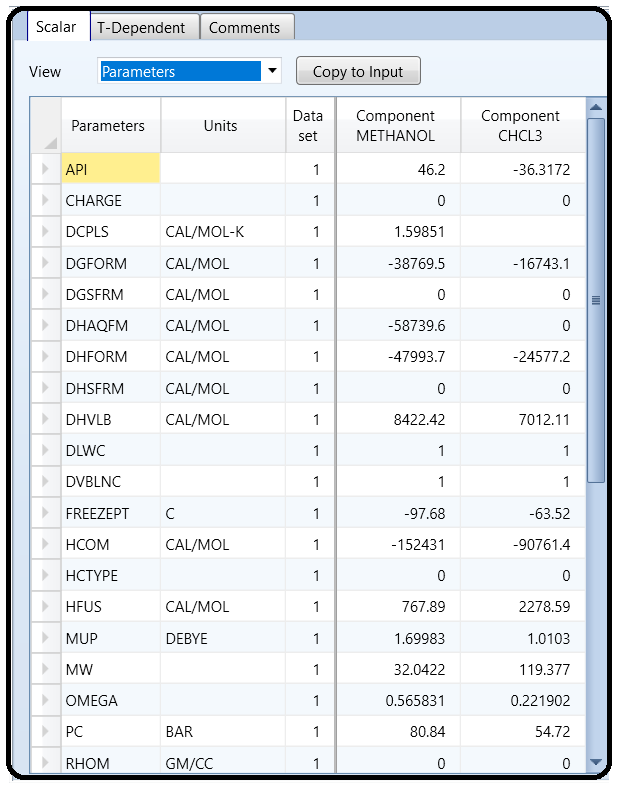 Scalar T-Dependent Comments
View Parameters Copy to Input
Parameters Units Data set Component METHANOL Component CHCL3
API 1 46.2 -36.3172
CHARGE 1 0 0
DCPLS CAL/MOL-K 1 1.59851
DGFORM CAL/MOL 1 -38769.5 -16743.1
DGSFRM CAL/MOL 1 0 0
DHAQFM CAL/MOL 1 -58739.6 0
DHFORM CAL/MOL 1 -47993.7 -24577.2
DHSFRM CAL/MOL 1 0 0
DHVLB CAL/MOL 1 8422.42 7012.11
DLWC 1 1 1
DVBLNC 1 1 1
FREEZEPT C 1 -97.68 -63.52
HCOM CAL/MOL 1 -152431 -90761.4
HCTYPE 1 0 0
HFUS CAL/MOL 1 767.89 2278.59
MUP DEBYE 1 1.69983 1.0103
MW 1 32.0422 119.377
OMEGA 1 0.565831 0.221902
PC BAR 1 80.84 54.72
RHOM GM/CC 1 0 0